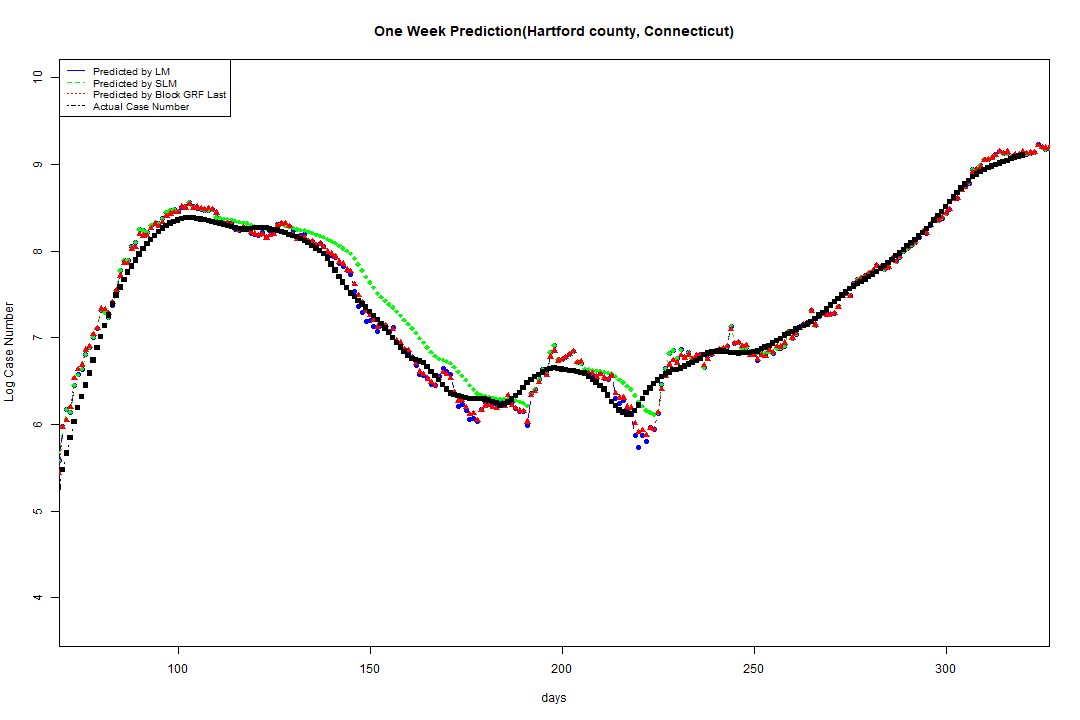 One Week Prediction(Hartford county, Connecticut)
Predicted by LM
Predicted by SLM
Predicted by Block GRF Last
Actual Case Number
10
9
8
7
6
5
4
Log Case Number
100 150 200 250 300
days